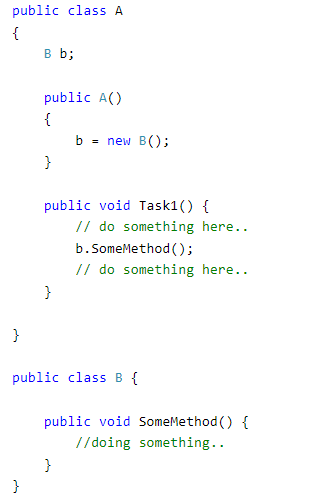 public class A
{
    B b;

    public A()
    {
        b = new B();
    }

    public void Task1() {
        // do something here..
        b.SomeMethod();
        // do something here..
    }

}

public class B {

    public void SomeMethod() {
        //doing something..
    }
}